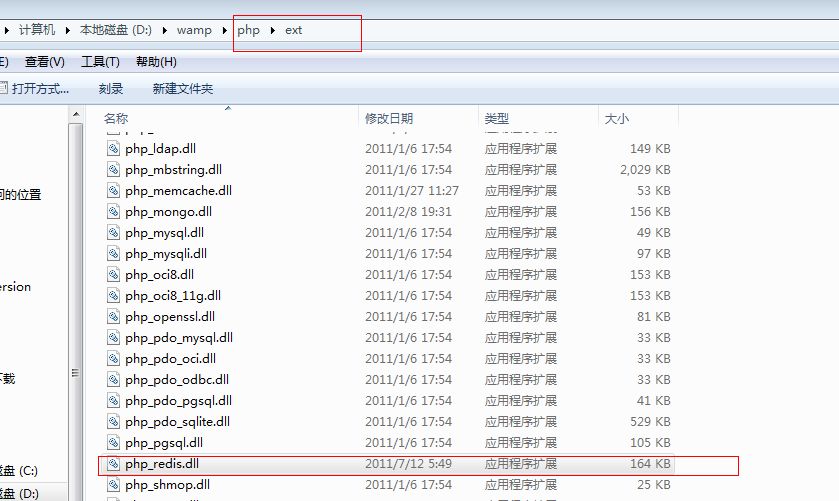 计算机 本地磁盘 (D:) wamp php ext
E) 查看(V) 工具(T) 帮助(H)
打开方式... 刻录 新建文件夹
名称 修改日期 类型 大小
php_ldap.dll 2011/1/6 17:54 应用程序扩展 149 KB
php_mbstring.dll 2011/1/6 17:54 应用程序扩展 2,029 KB
php_memcache.dll 2011/1/27 11:27 应用程序扩展 53 KB
问的位置
php_mongo.dll 2011/2/8 19:31 应用程序扩展 156 KB
php_mysql.dll 2011/1/6 17:54 应用程序扩展 49 KB
php_mysqli.dll 2011/1/6 17:54 应用程序扩展 97 KB
php_oci8.dll 2011/1/6 17:54 应用程序扩展 153 KB
ersion
php_oci8_11g.dll 2011/1/6 17:54 应用程序扩展 153 KB
php_openssl.dll 2011/1/6 17:54 应用程序扩展 81 KB
php_pdo_mysql.dll 2011/1/6 17:54 应用程序扩展 33 KB
php_pdo_oci.dll 2011/1/6 17:54 应用程序扩展 33 KB
下载
php_pdo_odbc.dll 2011/1/6 17:54 应用程序扩展 33 KB
php_pdo_pgsql.dll 2011/1/6 17:54 应用程序扩展 41 KB
php_pdo_sqlite.dll 2011/1/6 17:54 应用程序扩展 529 KB
php_pgsql.dll 2011/1/6 17:54 应用程序扩展 105 KB
php_redis.dll 2011/7/12 5:49 应用程序扩展 164 KB
磁盘 (C:)
php_shmop.dll 2011/1/6 17:54 应用程序扩展 25 KB
磁盘 (D:)